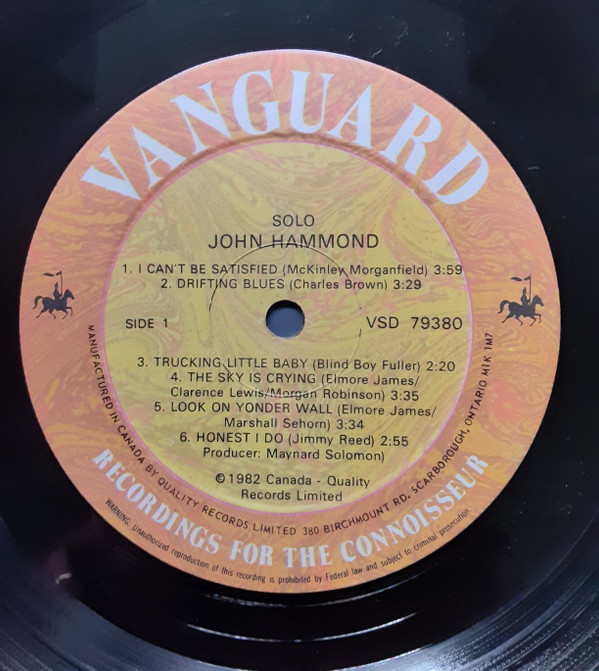 VANGUARD
SOLO
JOHN HAMMOND
1. I CAN'T BE SATISFIED (McKinley Morganfield) 3:59
2. DRIFTING BLUES (Charles Brown) 3:29
SIDE 1
VSD 79380
3. TRUCKING LITTLE BABY (Blind Boy Fuller) 2:20
4. THE SKY IS CRYING (Elmore James/
Clarence Lewis/Morgan Robinson) 3:35
5. LOOK ON YONDER WALL (Elmore James/
Marshall Sehorn) 3:34
6. HONEST I DO (Jimmy Reed) 2:55
Producer: Maynard Solomon)
©1982 Canada - Quality
Records Limited
MANUFACTURED IN CANADA BY QUALITY RECORDS LIMITED 380 BIRCHMOUNT RD. SCARBOROUGH, ONTARIO M1K 1M7
RECORDINGS FOR THE CONNOISSEUR
WARNING. Unauthorized reproduction of this recording is prohibited by Federal law and subject to criminal prosecution